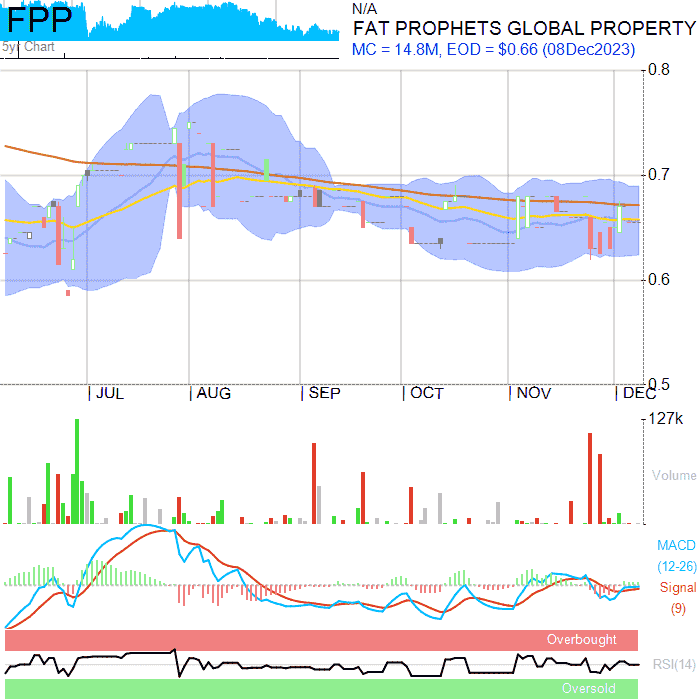 FPP
5yr Chart
N/A
FAT PROPHETS GLOBAL PROPERTY
MC = 14.8M, EOD = $0.66 (08Dec2023)
0.8
0.7
0.6
0.5
JUL AUG SEP OCT NOV DEC
127k
Volume
MACD
(12-26)
Signal
(9)
Overbought
RSI(14)
Oversold